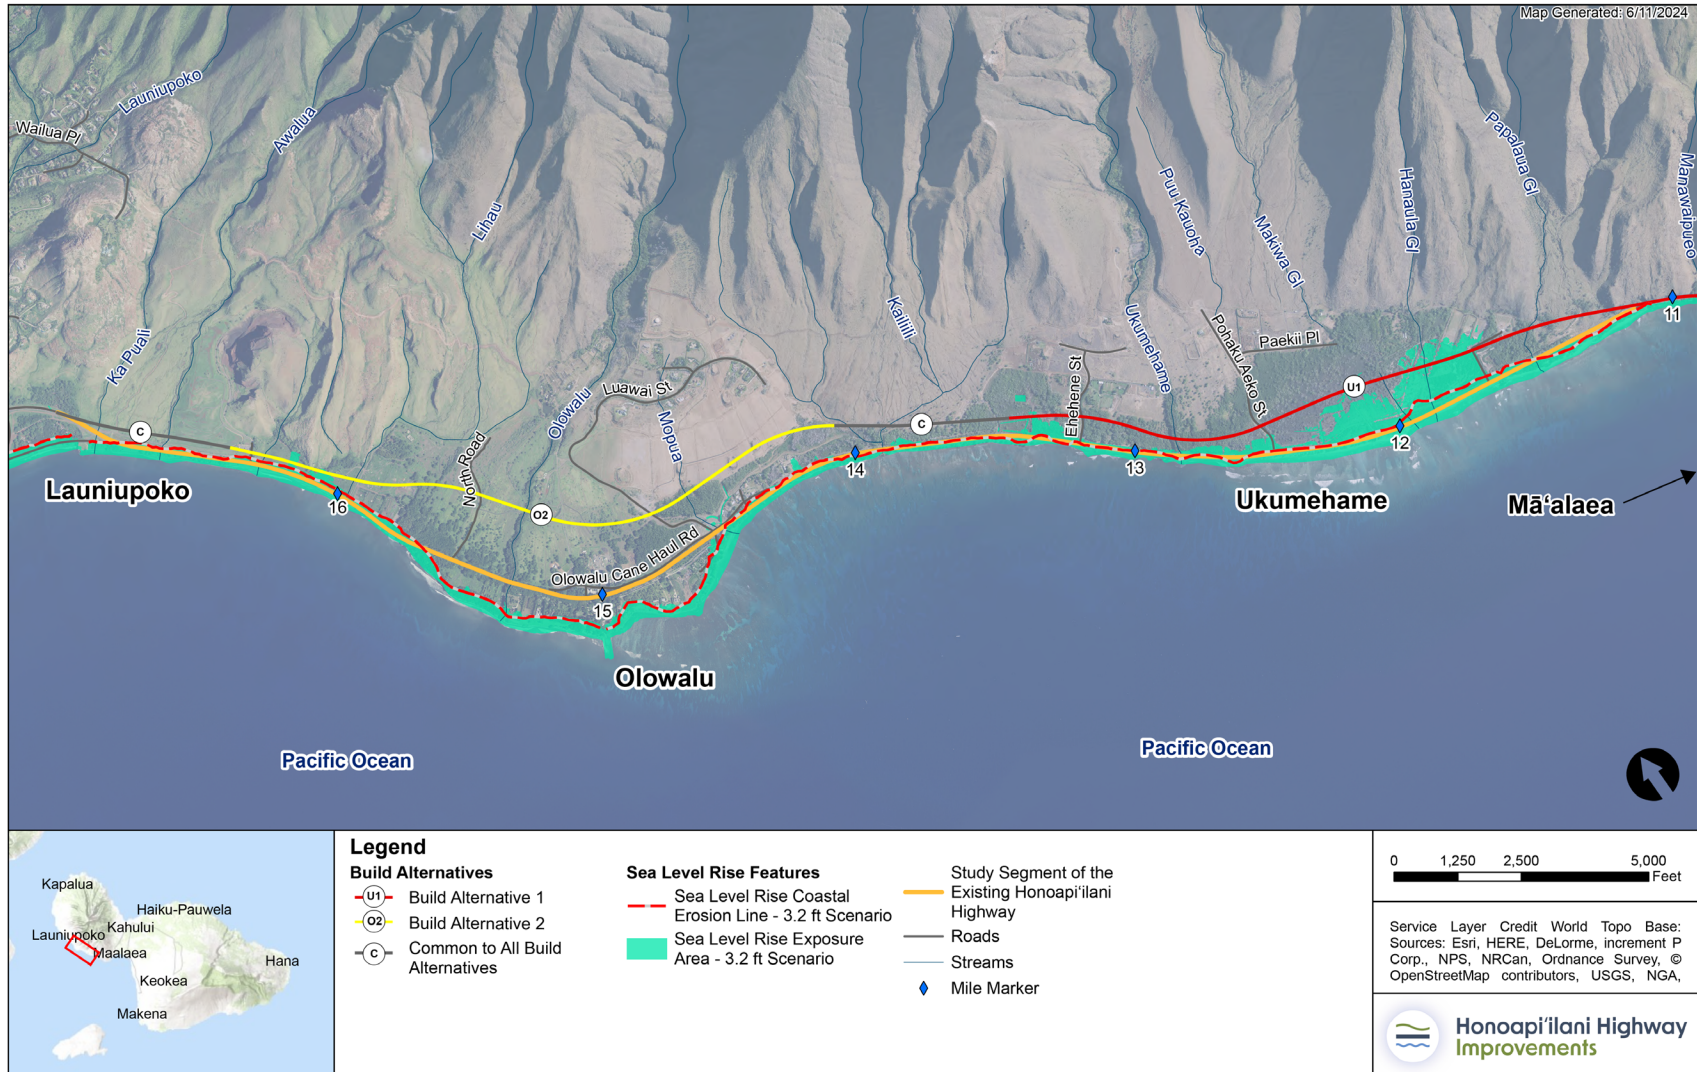 Map Generated: 6/11/2024
Launiupoko
Wailua Pl
Awalua
Lihau
Ka Puali
Olowalu
Luawai St
Mopua
North Road
Kailiili
Puu Kauoha
Makiwa Gl
Hanaula Gl
Papalaua Gl
Manawaipueo
Ukumehame
Ehehene St
Pohaku Aeko St
Paekii Pl
Olowalu Cane Haul Rd
C
O2
C
U1
11
12
13
14
15
16
Launiupoko
Olowalu
Ukumehame
Māʻalaea
Pacific Ocean
Pacific Ocean
Kapalua
Haiku-Pauwela
Kahului
Launiupoko
Maalaea
Hana
Keokea
Makena
Legend
Build Alternatives
U1 Build Alternative 1
O2 Build Alternative 2
C Common to All Build
Alternatives
Sea Level Rise Features
Sea Level Rise Coastal
Erosion Line - 3.2 ft Scenario
Sea Level Rise Exposure
Area - 3.2 ft Scenario
Study Segment of the
Existing Honoapiʻilani
Highway
Roads
Streams
Mile Marker
0 1,250 2,500 5,000
Feet
Service Layer Credit World Topo Base:
Sources: Esri, HERE, DeLorme, increment P
Corp., NPS, NRCan, Ordnance Survey, ©
OpenStreetMap contributors, USGS, NGA,
Honoapiʻilani Highway
Improvements